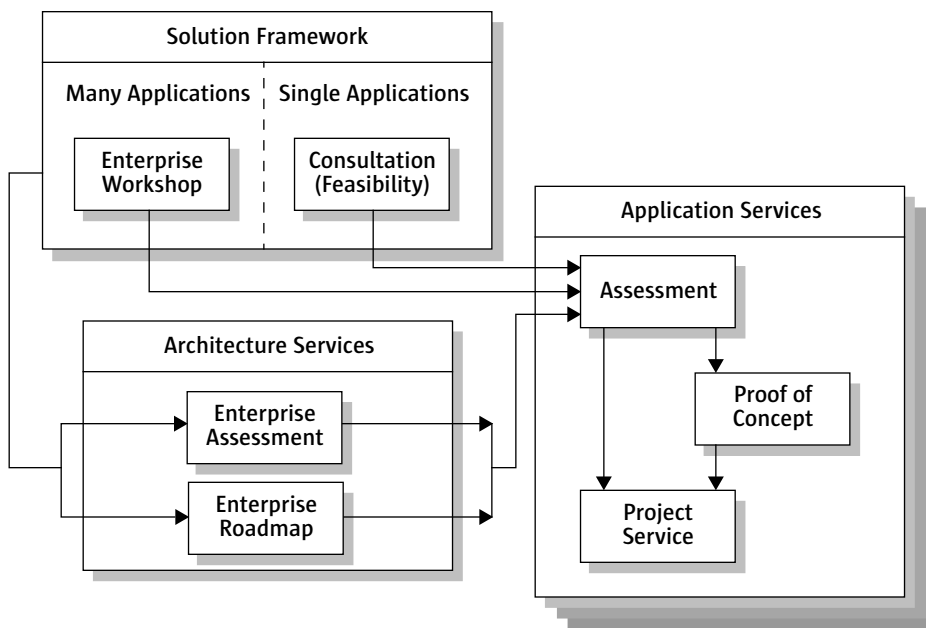 Solution Framework
Many Applications
Single Applications
Enterprise
Workshop
Consultation
(Feasibility)
Application Services
Assessment
Proof of
Concept
Project
Service
Architecture Services
Enterprise
Assessment
Enterprise
Roadmap